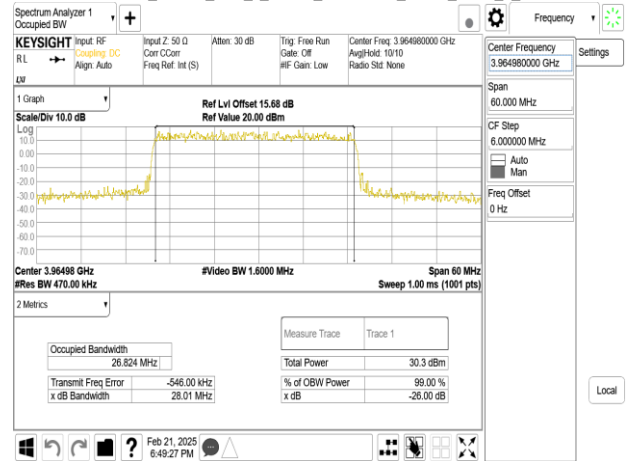 Spectrum Analyzer 1
Occupied BW
+
Frequency
KEYSIGHT
RL
LXI
Input: RF
Coupling: DC
Align: Auto
Input Z: 50 Ω
Corr CCorr
Freq Ref: Int (S)
Atten: 30 dB
Trig: Free Run
Gate: Off
#IF Gain: Low
Center Freq: 3.964980000 GHz
Avg|Hold: 10/10
Radio Std: None
Center Frequency
3.964980000 GHz
Settings
Span
60.000 MHz
CF Step
6.000000 MHz
Auto
Man
Freq Offset
0 Hz
Local
1 Graph
Scale/Div 10.0 dB
Ref Lvl Offset 15.68 dB
Ref Value 20.00 dBm
Log
10.0
0.00
-10.0
-20.0
-30.0
-40.0
-50.0
-60.0
-70.0
Center 3.96498 GHz
#Video BW 1.6000 MHz
Span 60 MHz
#Res BW 470.00 kHz
Sweep 1.00 ms (1001 pts)
2 Metrics
Measure Trace
Trace 1
Occupied Bandwidth
26.824 MHz
Total Power
30.3 dBm
Transmit Freq Error
-546.00 kHz
% of OBW Power
99.00 %
x dB Bandwidth
28.01 MHz
x dB
-26.00 dB
?
Feb 21, 2025
6:49:27 PM